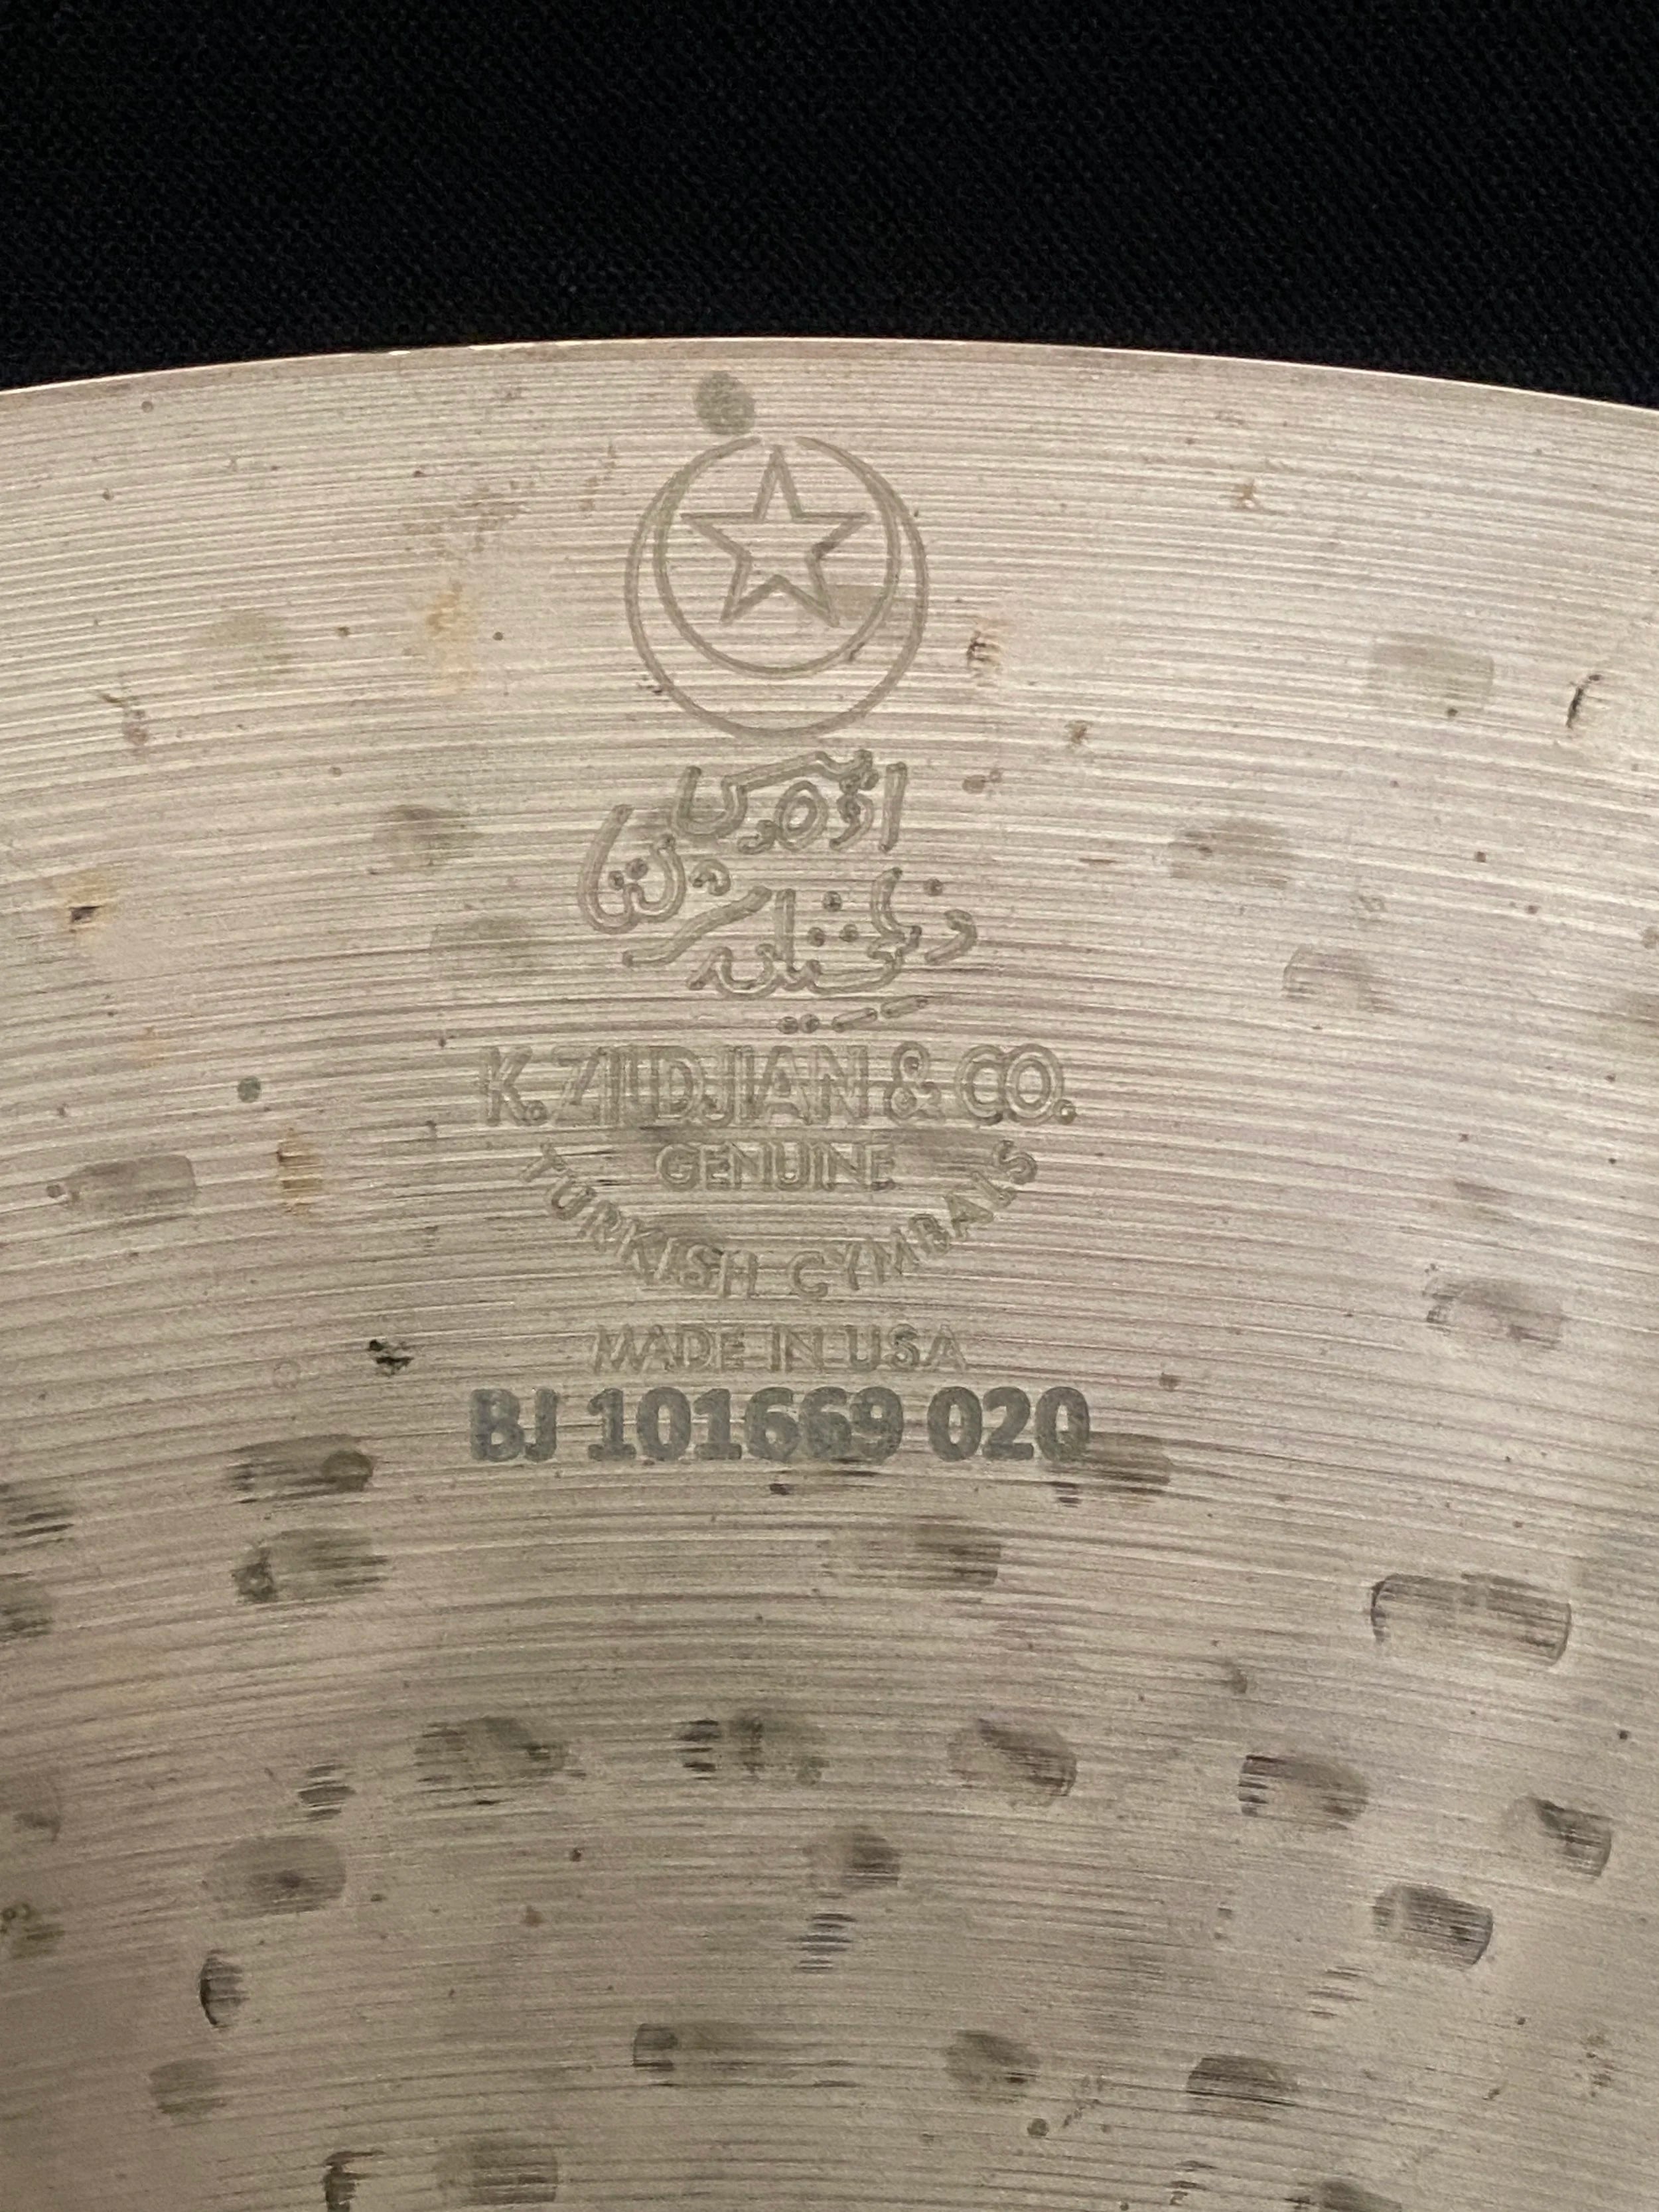 K. ZILDJIAN & CO.
GENUINE
TURKISH CYMBALS
MADE IN USA
BJ 101669 020